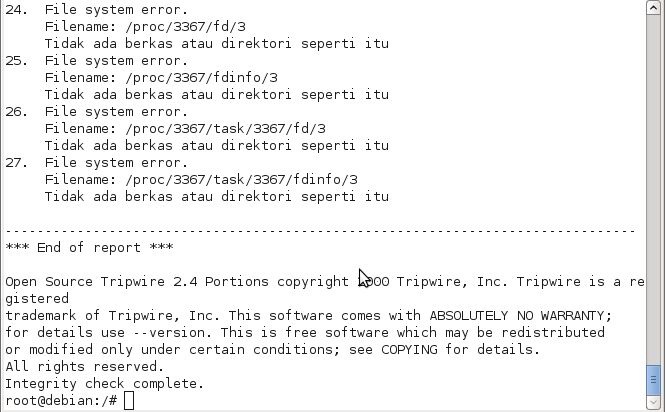 24.  File system error.
     Filename: /proc/3367/fd/3
     Tidak ada berkas atau direktori seperti itu
25.  File system error.
     Filename: /proc/3367/fdinfo/3
     Tidak ada berkas atau direktori seperti itu
26.  File system error.
     Filename: /proc/3367/task/3367/fd/3
     Tidak ada berkas atau direktori seperti itu
27.  File system error.
     Filename: /proc/3367/task/3367/fdinfo/3
     Tidak ada berkas atau direktori seperti itu
-------------------------------------------------------------------------------
*** End of report ***
Open Source Tripwire 2.4 Portions copyright Tripwire, Inc. Tripwire is a re
gistered
trademark of Tripwire, Inc. This software comes with ABSOLUTELY NO WARRANTY;
for details use --version. This is free software which may be redistributed
or modified only under certain conditions; see COPYING for details.
All rights reserved.
Integrity check complete.
root@debian:/#